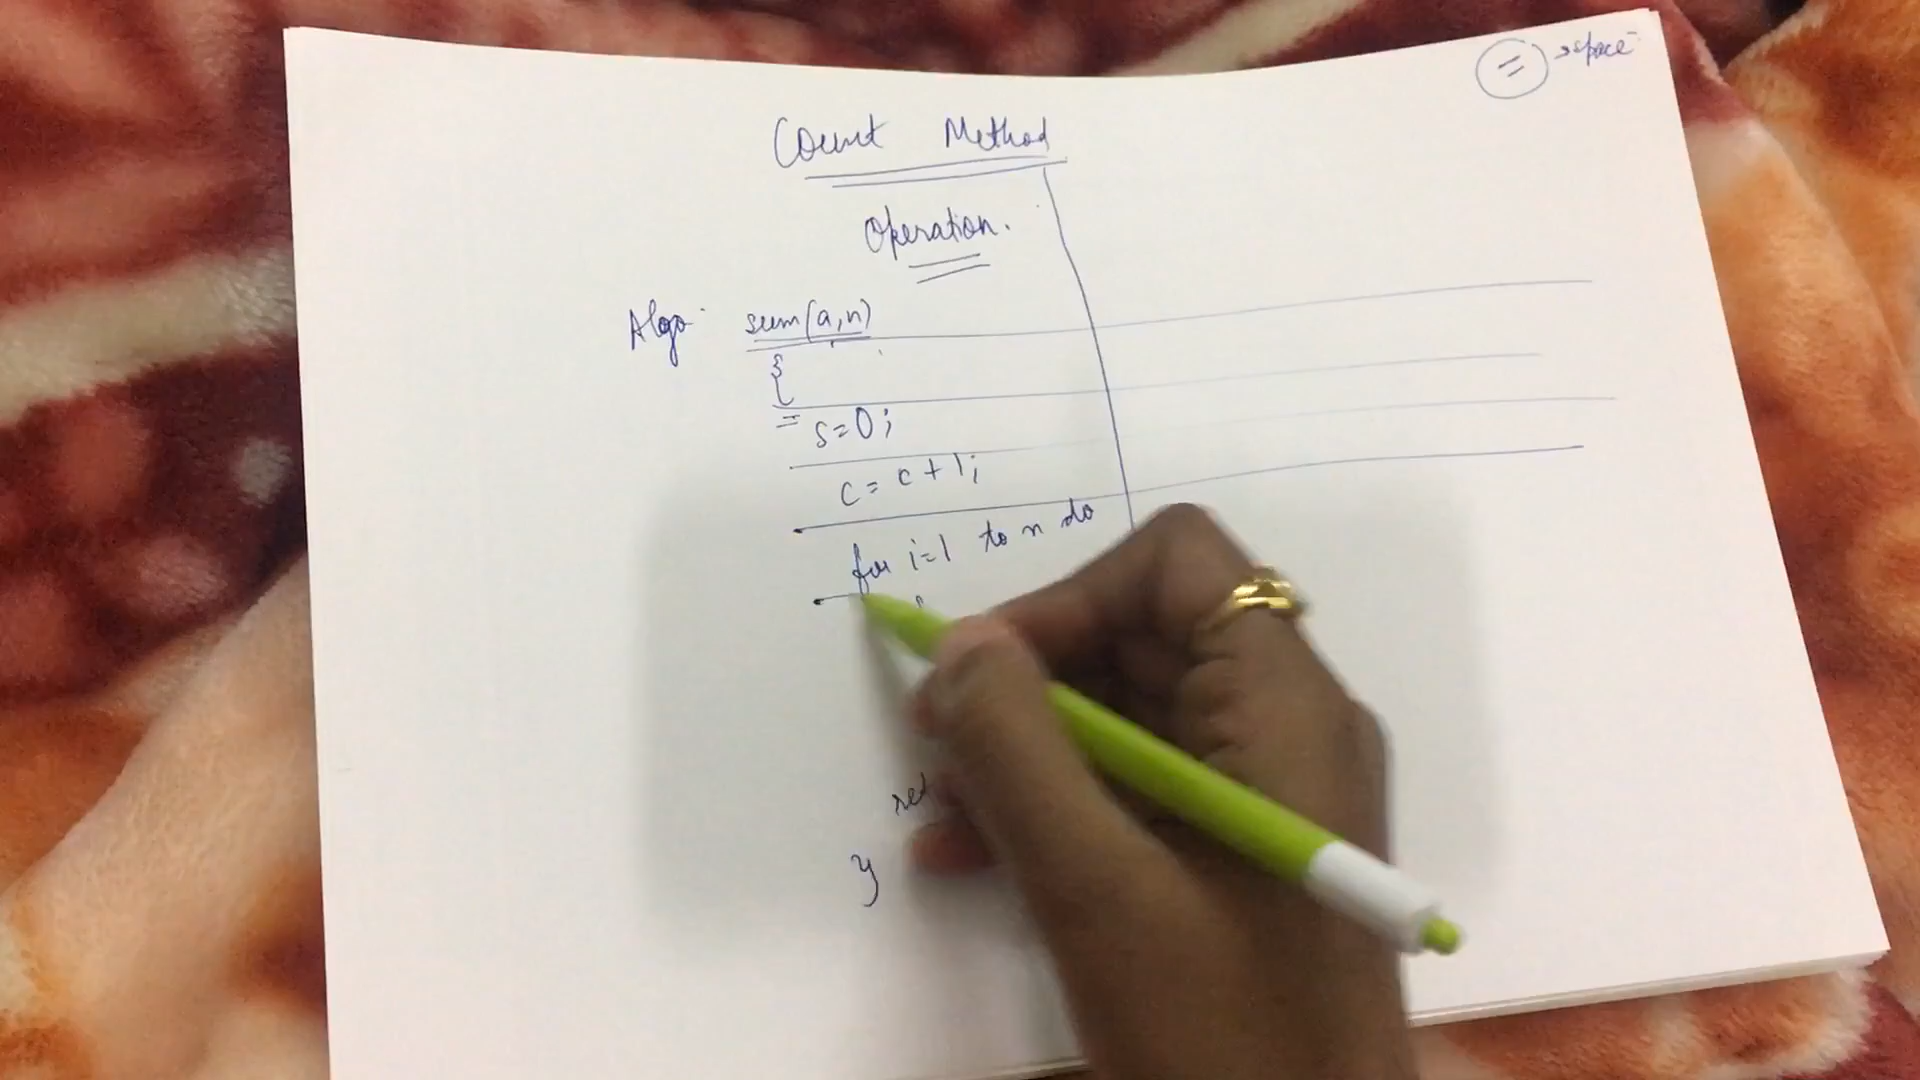 = → space
Count Method
Operation.
Algo sum(a,n)
{
= s=0;
c = c + 1;
for i=1 to n do
}